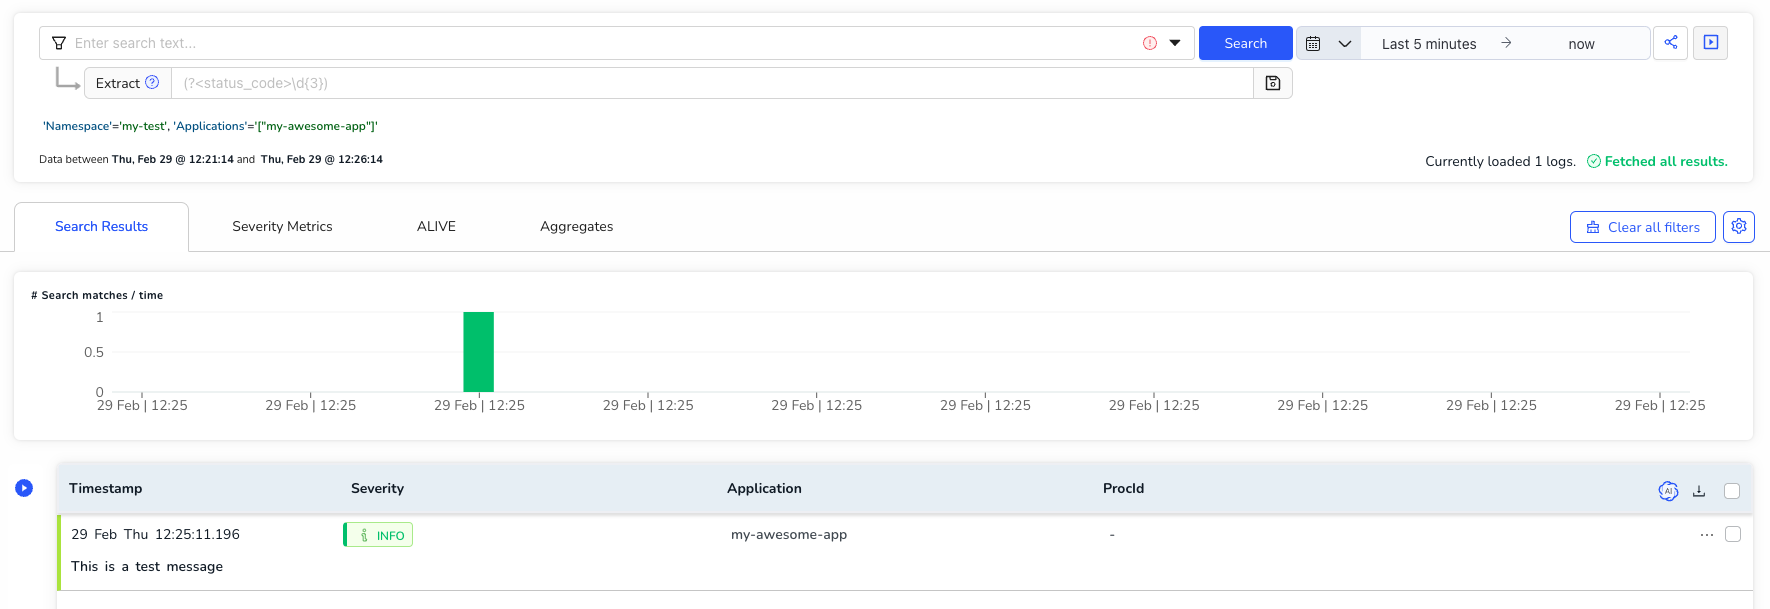 Enter search text...
Search
Last 5 minutes → now
Extract
(?<status_code>\d{3})
'Namespace'='my-test', 'Applications'='["my-awesome-app"]'
Data between Thu, Feb 29 @ 12:21:14 and Thu, Feb 29 @ 12:26:14
Currently loaded 1 logs. Fetched all results.
Search Results Severity Metrics ALIVE Aggregates
Clear all filters
# Search matches / time
1
0.5
0
29 Feb | 12:25 29 Feb | 12:25 29 Feb | 12:25 29 Feb | 12:25 29 Feb | 12:25 29 Feb | 12:25 29 Feb | 12:25 29 Feb | 12:25 29 Feb | 12:25 29 Feb | 12:25
Timestamp Severity Application ProcId AI
29 Feb Thu 12:25:11.196 INFO my-awesome-app - ...
This is a test message